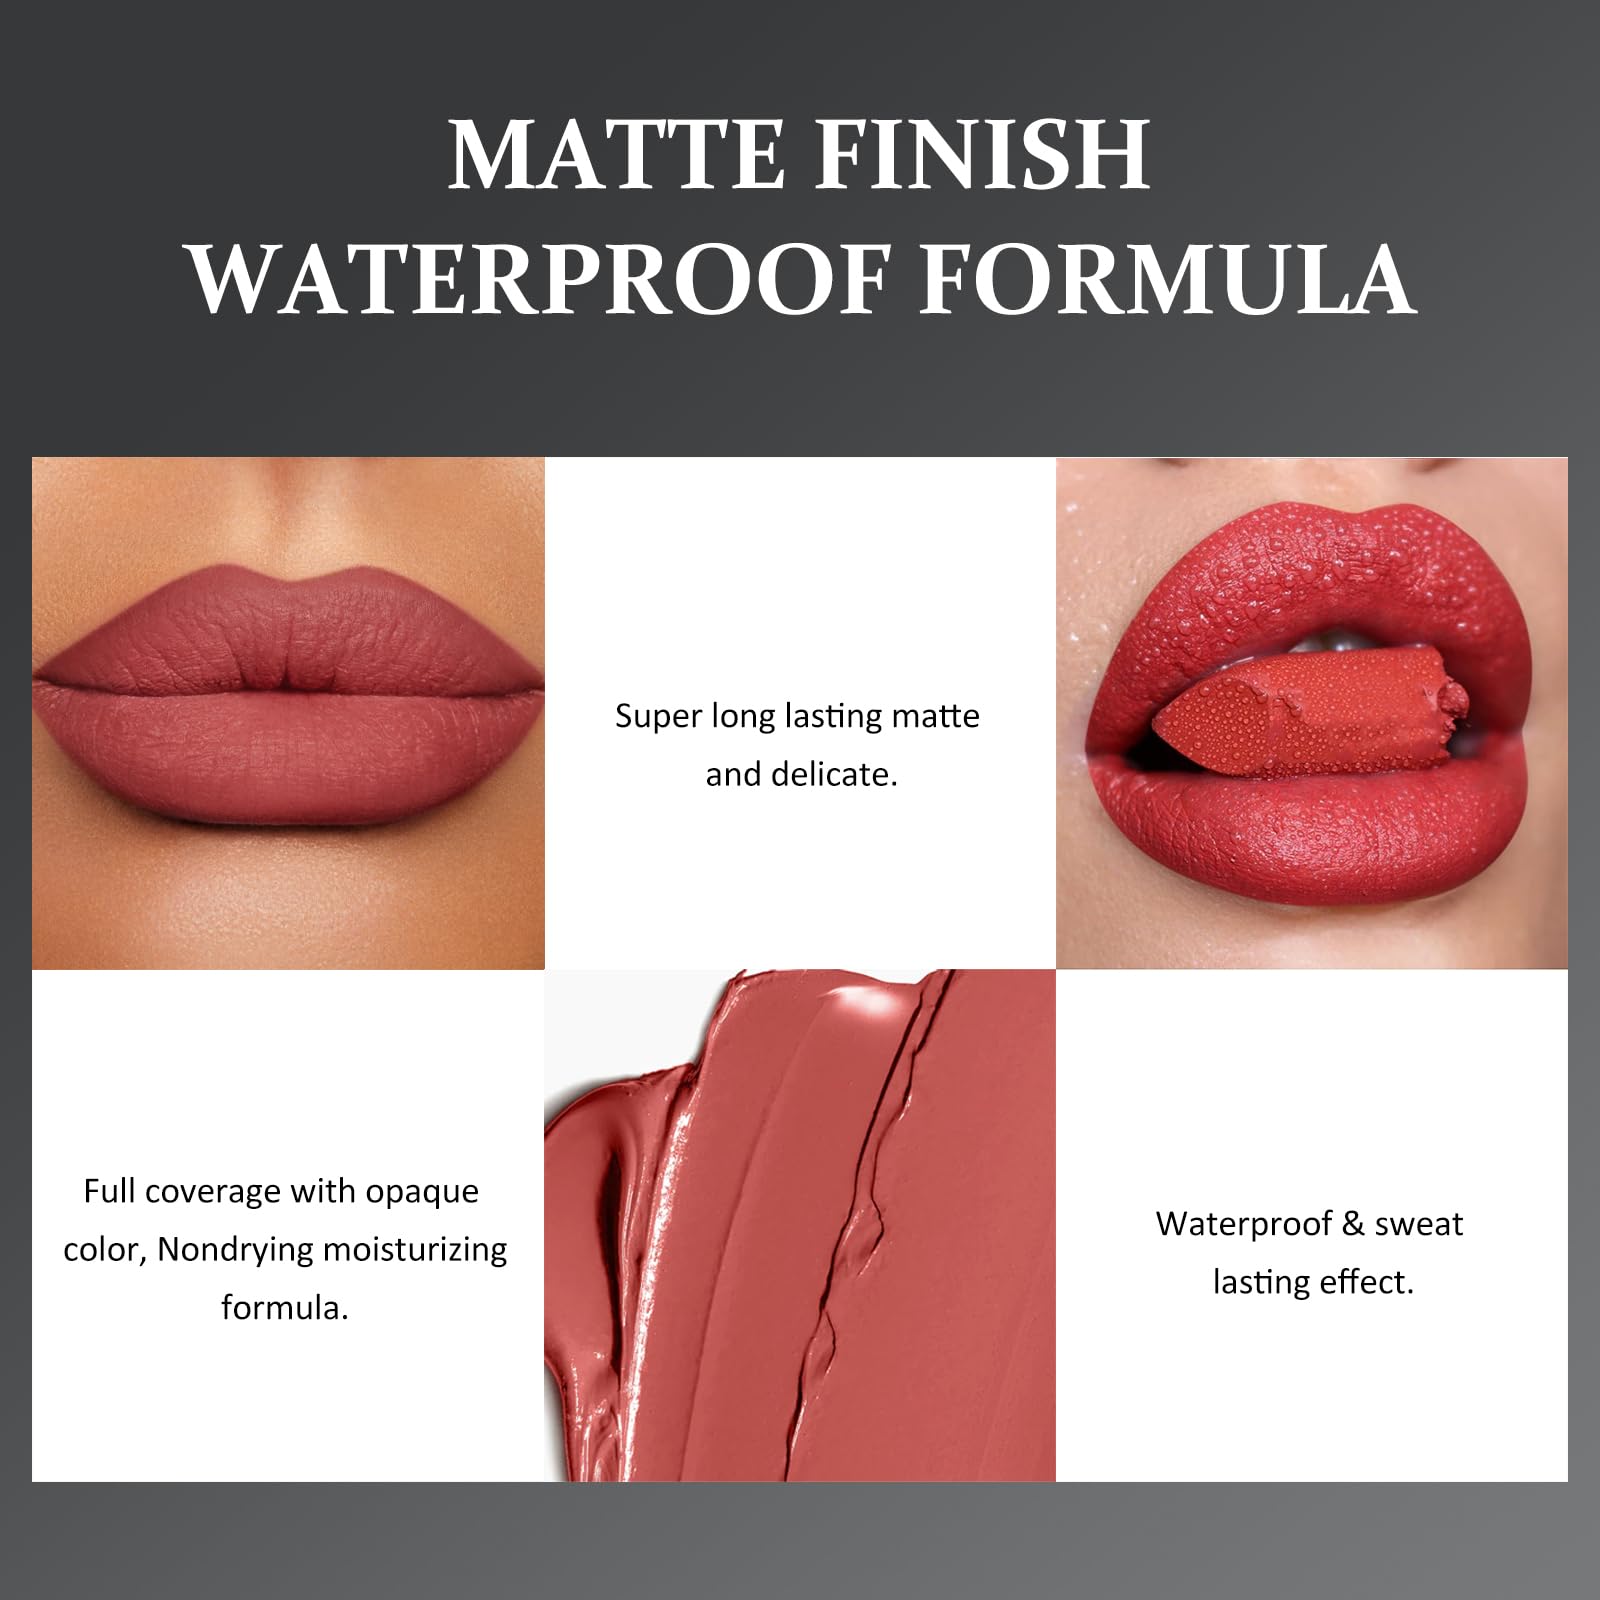 MATTE FINISH
WATERPROOF FORMULA
Super long lasting matte
and delicate.
Full coverage with opaque
color, Nondrying moisturizing
formula.
Waterproof & sweat
lasting effect.